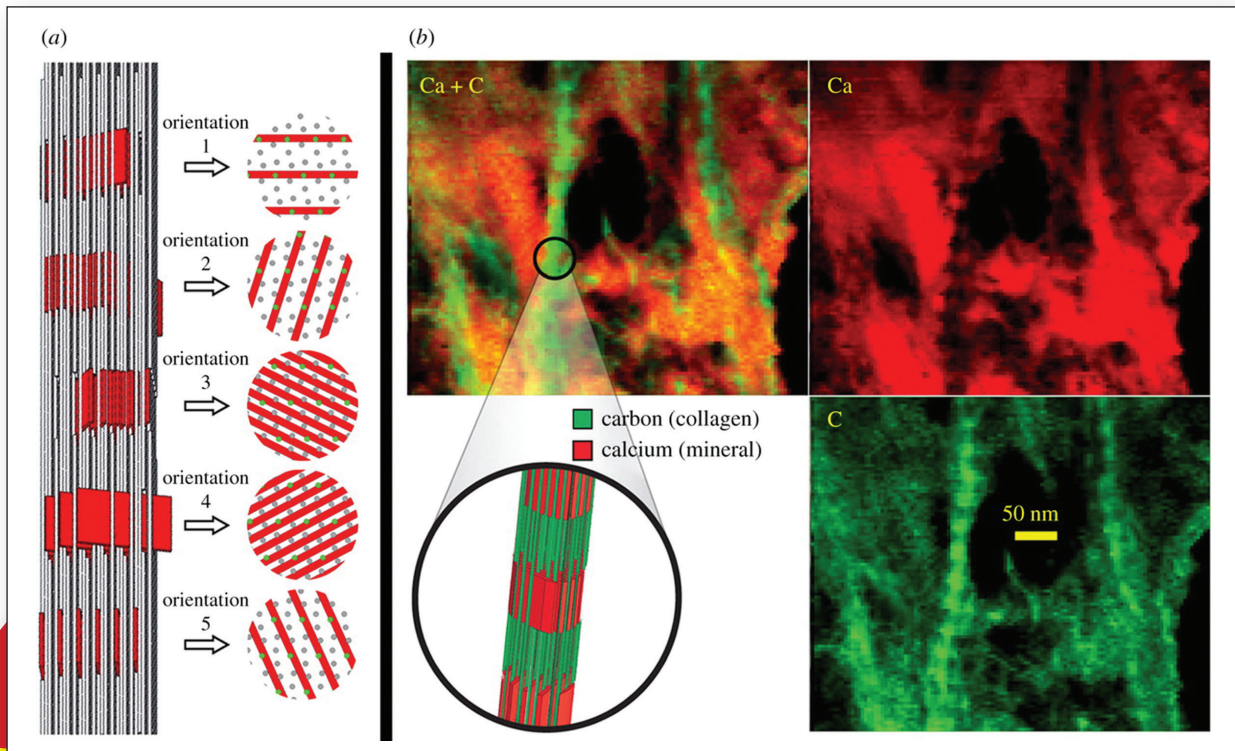 (a)
orientation
1
orientation
2
orientation
3
orientation
4
orientation
5
(b)
Ca + C
Ca
carbon (collagen)
calcium (mineral)
C
50 nm